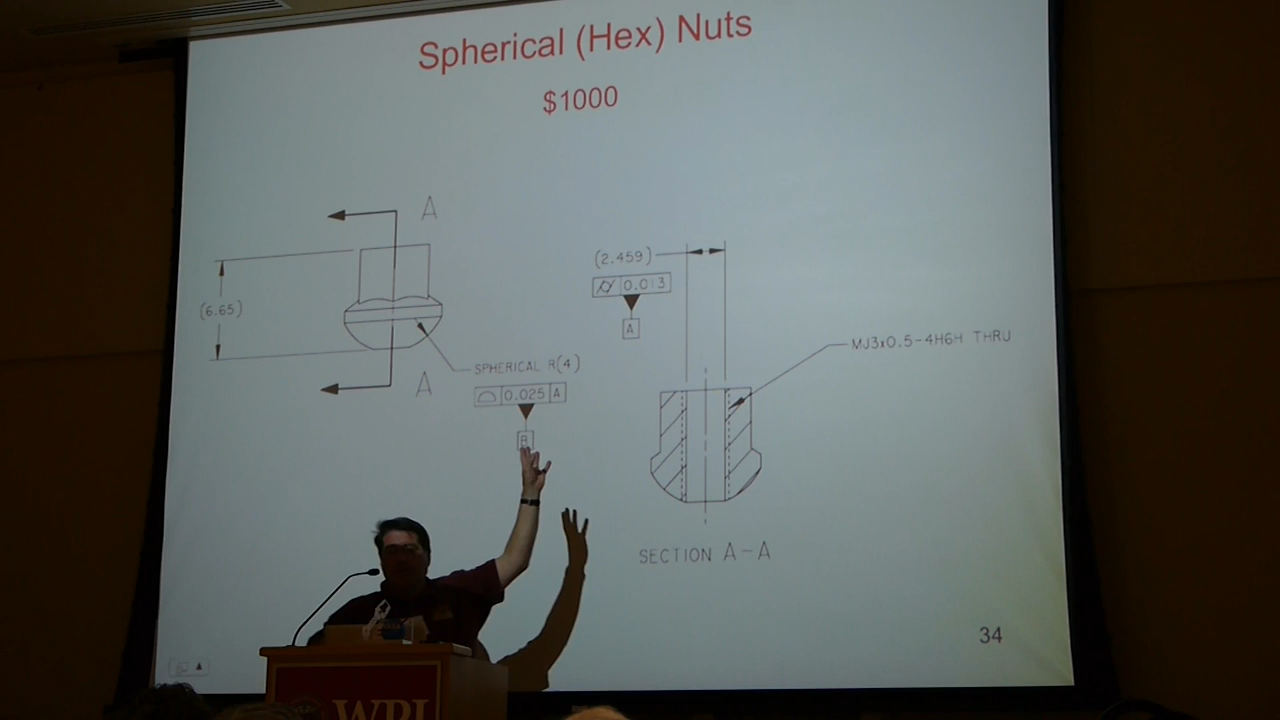 Spherical (Hex) Nuts
$1000
A
(6.65)
A
SPHERICAL R(4)
0.025 A
B
(2.459)
0.013
A
MJ3x0.5-4H6H THRU
SECTION A-A
34
WPI